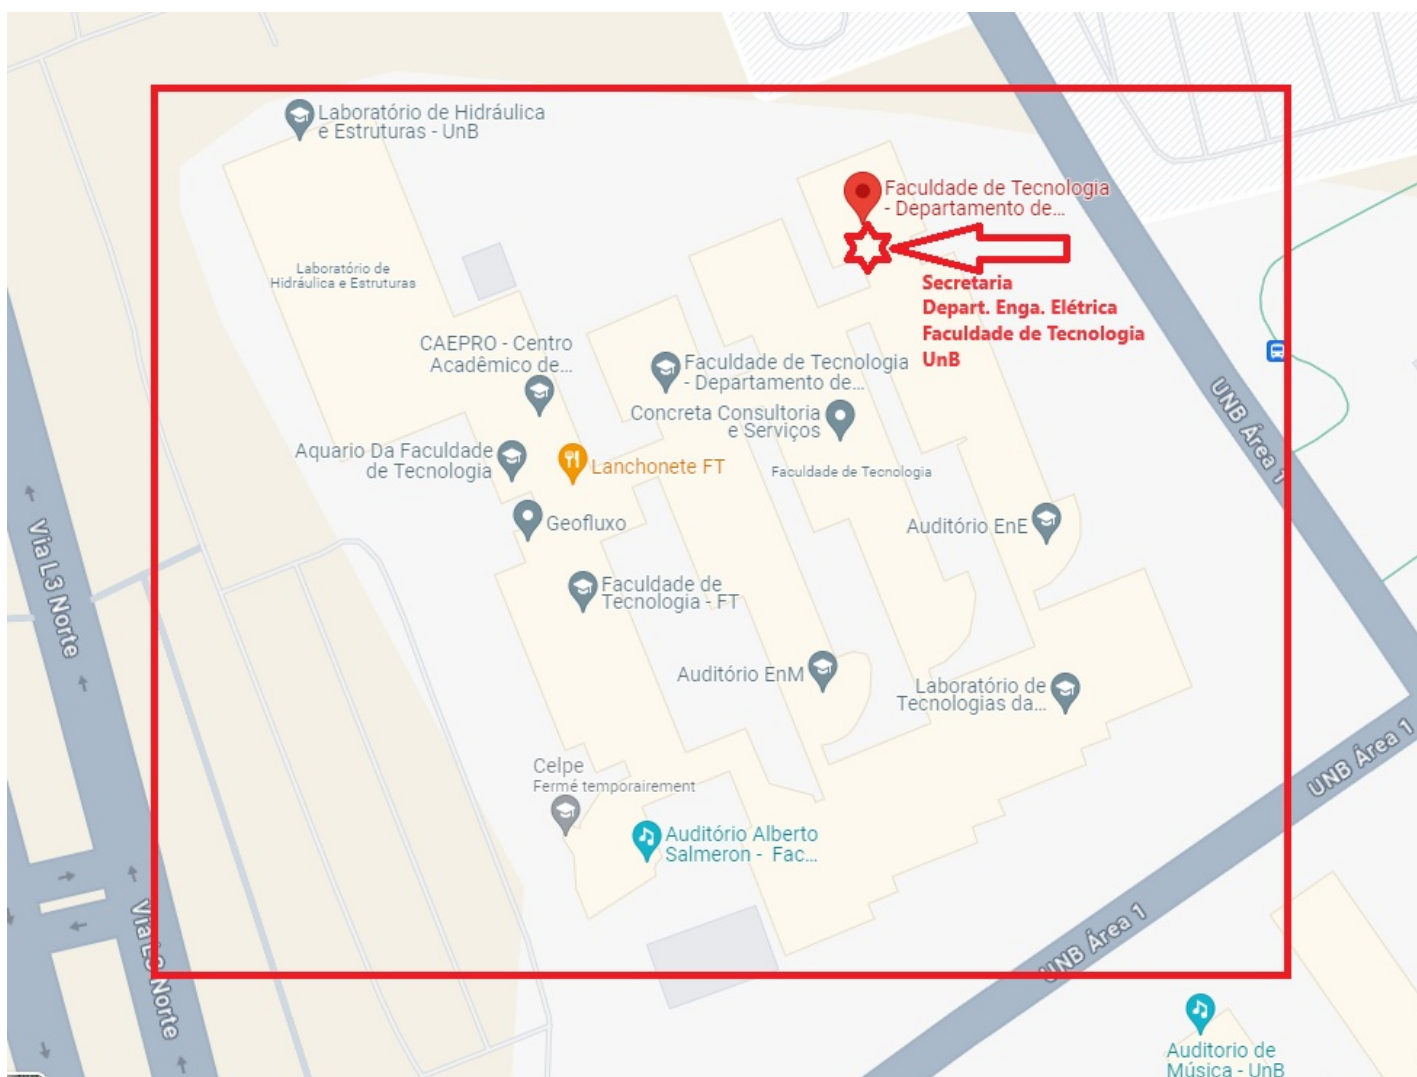 Laboratório de Hidráulica
e Estruturas - UnB
Faculdade de Tecnologia
- Departamento de...
Secretaria
Depart. Enga. Elétrica
Faculdade de Tecnologia
UnB
Laboratório de
Hidráulica e Estruturas
CAEPRO - Centro
Acadêmico de...
Faculdade de Tecnologia
- Departamento de...
Concreta Consultoria
e Serviços
Aquario Da Faculdade
de Tecnologia
Lanchonete FT
Faculdade de Tecnologia
UNB Área 1
Geofluxo
Auditório EnE
Via L3 Norte
Faculdade de
Tecnologia - FT
Auditório EnM
Laboratório de
Tecnologias da...
UNB Área 1
Celpe
Fermé temporairement
Auditório Alberto
Salmeron - Fac...
Via L3 Norte
UNB Área 1
Auditorio de
Música - UnB